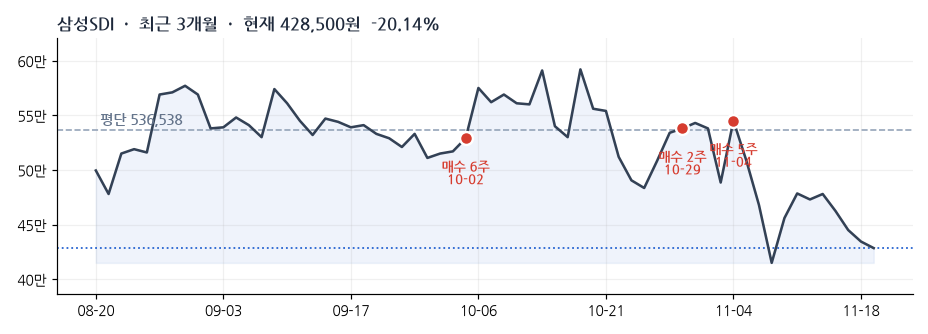 삼성SDI · 최근 3개월 · 현재 428,500원 -20.14%
60만
55만
50만
45만
40만
평단 536,538
매수 6주
10-02
매수 2주
10-29
매수 5주
11-04
08-20
09-03
09-17
10-06
10-21
11-04
11-18